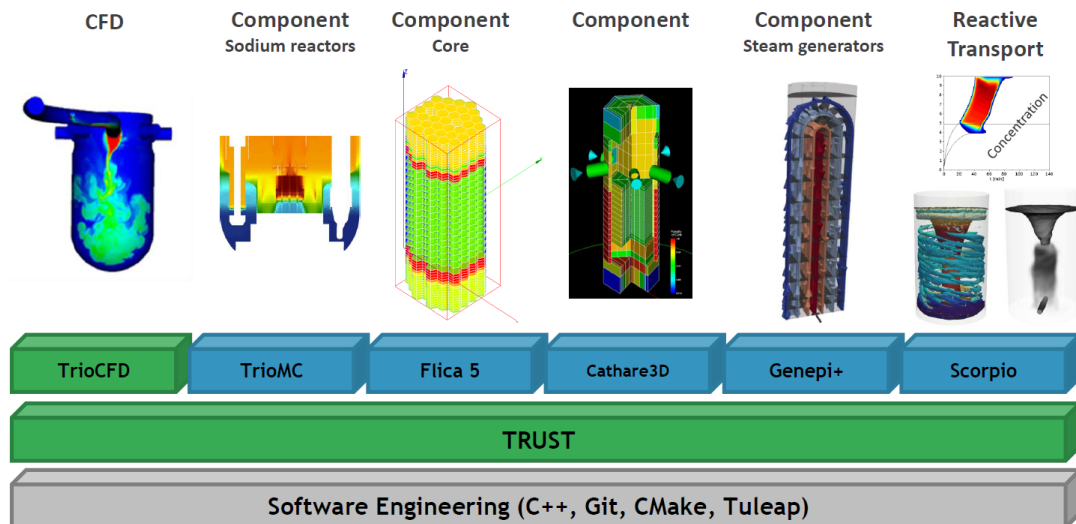 CFD
Component
Sodium reactors
Component
Core
Component
Component
Steam generators
Reactive
Transport
Concentration
TrioCFD
TrioMC
Flica 5
Cathare3D
Genepi+
Scorpio
TRUST
Software Engineering (C++, Git, CMake, Tuleap)